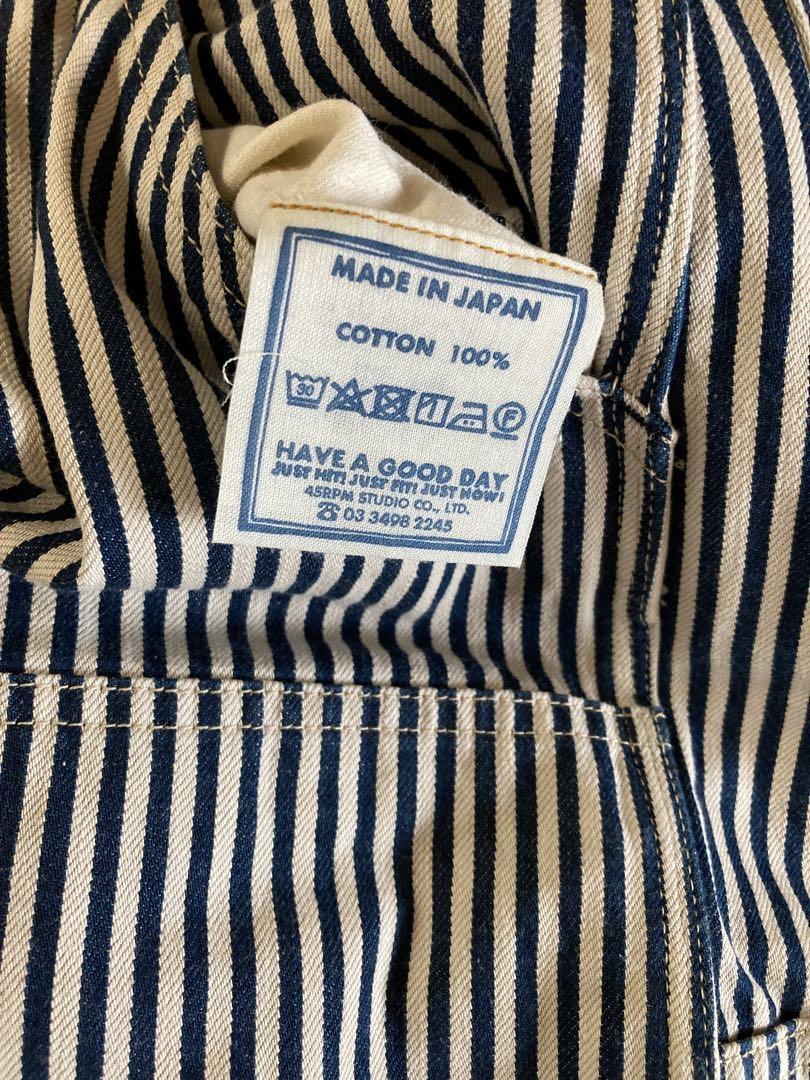 MADE IN JAPAN
COTTON 100%
30 F
HAVE A GOOD DAY
JUST HIT! JUST FIT! JUST NOW!
45RPM STUDIO CO., LTD.
☎ 03 3498 2245